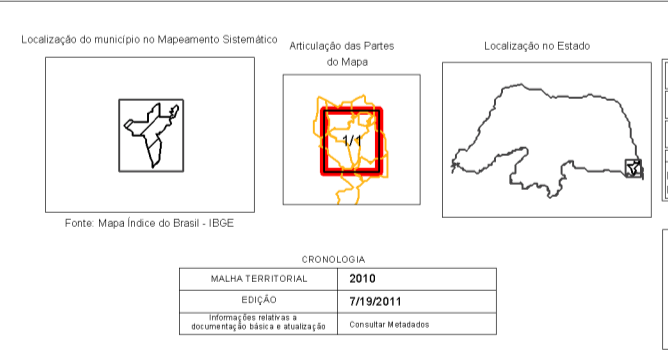 Localização do município no Mapeamento Sistemático
Articulação das Partes
do Mapa
Localização no Estado
1/1
Fonte: Mapa Índice do Brasil - IBGE
CRONOLOGIA
MALHA TERRITORIAL 2010
EDIÇÃO 7/19/2011
Informações relativas a
documentação básica e atualização Consultar Metadados